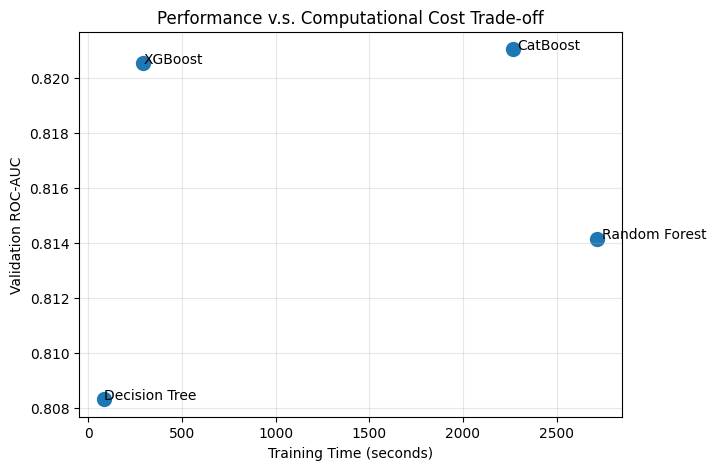 Performance v.s. Computational Cost Trade-off
Validation ROC-AUC
0.820
0.818
0.816
0.814
0.812
0.810
0.808
XGBoost
CatBoost
Random Forest
Decision Tree
0
500
1000
1500
2000
2500
Training Time (seconds)